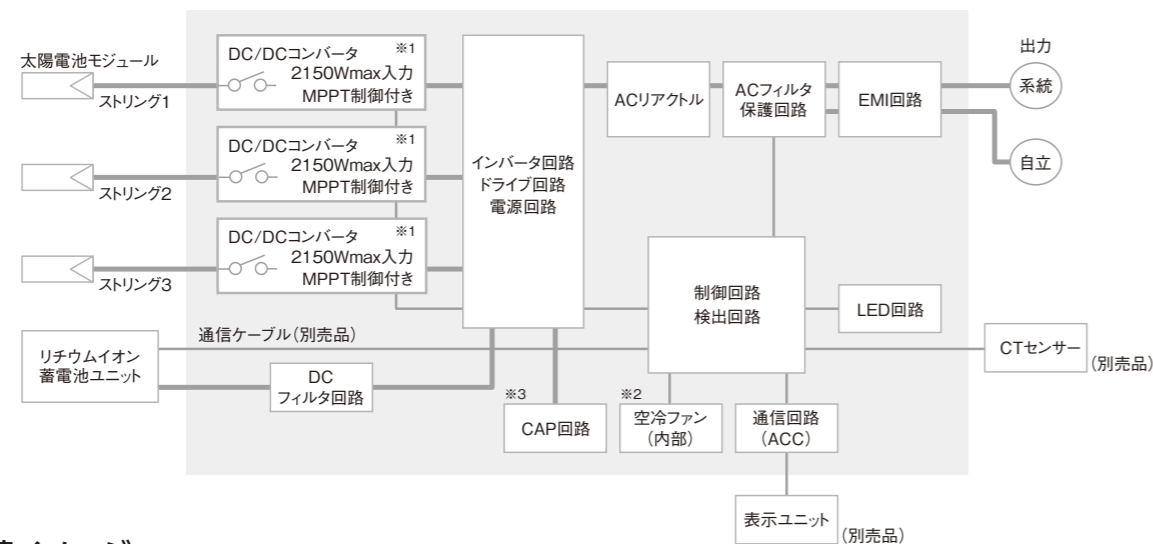 太陽電池モジュール
ストリング1
DC/DCコンバータ ※1
2150Wmax入力
MPPT制御付き
ストリング2
DC/DCコンバータ ※1
2150Wmax入力
MPPT制御付き
ストリング3
DC/DCコンバータ ※1
2150Wmax入力
MPPT制御付き
インバータ回路
ドライブ回路
電源回路
ACリアクトル
ACフィルタ
保護回路
EMI回路
出力
系統
自立
制御回路
検出回路
LED回路
通信ケーブル(別売品)
リチウムイオン
蓄電池ユニット
DC
フィルタ回路
CTセンサー
(別売品)
※3
CAP回路
※2
空冷ファン
(内部)
通信回路
(ACC)
表示ユニット
(別売品)